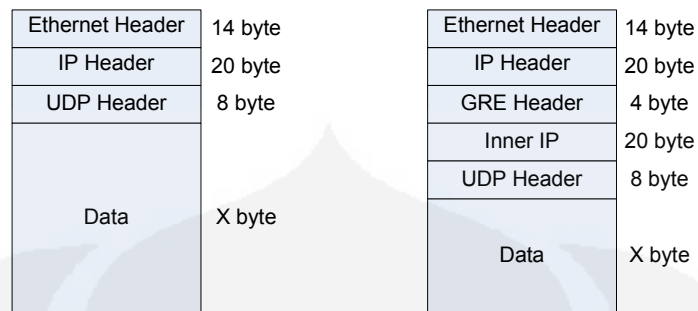 Ethernet Header 14 byte
IP Header 20 byte
UDP Header 8 byte
Data X byte
Ethernet Header 14 byte
IP Header 20 byte
GRE Header 4 byte
Inner IP 20 byte
UDP Header 8 byte
Data X byte